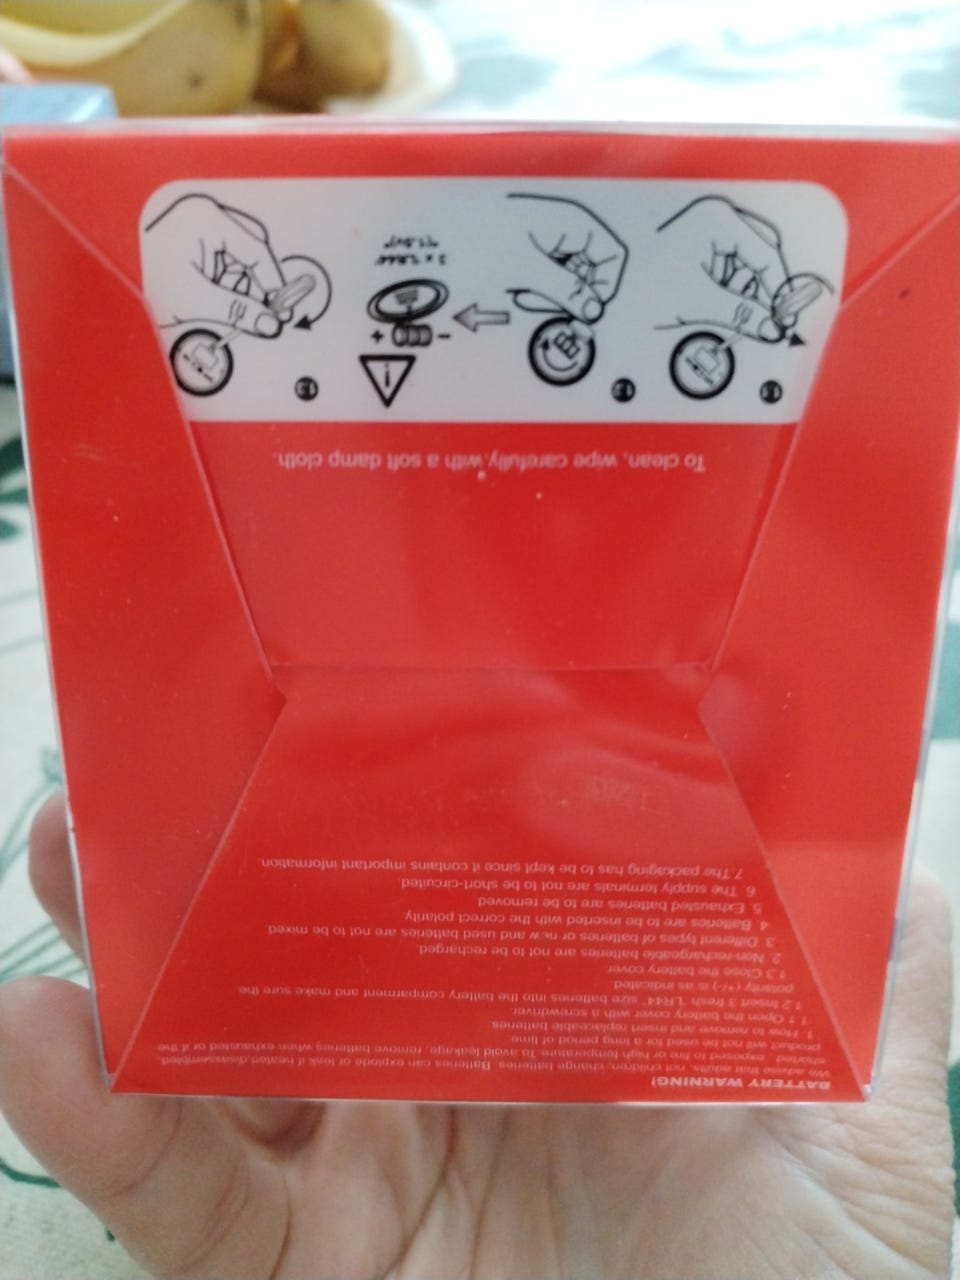 BATTERY WARNING!
We advise that adults, not children, change batteries. Batteries can explode or leak if heated, disassembled,
shorted, exposed to fire or high temperature. To avoid leakage, remove battering when exhausted or if the
product will not be used for a long period of time.
1. How to remove and insert replaceable batteries.
1.1 Open the battery cover with a screwdriver.
1.2 Insert 3 fresh "LR44" size batteries into the battery comparment and make sure the
polarity (+/-) is as indicated.
1.3 Close the battery cover
2. Non-rechargeable batteries are not to be recharged.
3. Different types of batteries or new and used batteries are not to be mixed.
4. Batteries are to be inserted with the correct polarity.
5. Exhausted batteries are to be removed.
6. The supply terminals are not to be short-circuited.
7.The packaging has to be kept since it contains important information.
To clean, wipe carefully,with a soft damp cloth.
- +
3 x "LR44"